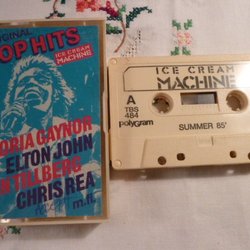 ORIGINAL
TOP HITS
ICE CREAM
MACHINE
GLORIA GAYNOR
ELTON JOHN
TILLBERG
CHRIS REA
m.fl.
ICE CREAM
MACHINE
A
TBS
484
polyGram
SUMMER 85'